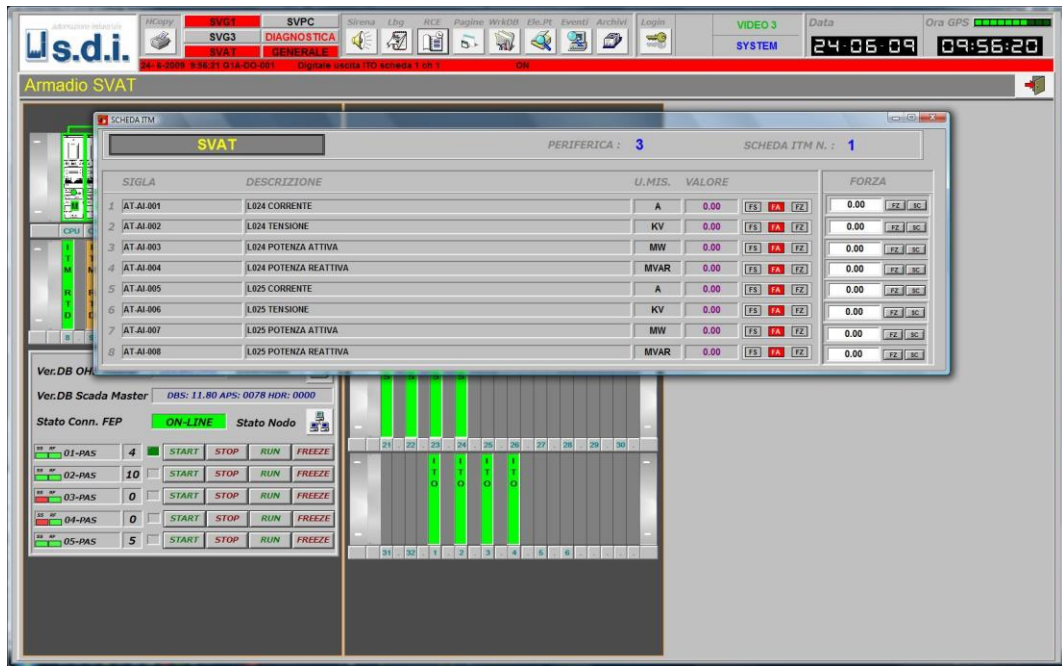 s.d.i.
automazione industriale
HCopy
SVG1
SVG3
SVAT
SVPC
DIAGNOSTICA
GENERALE
Sirena Lbg RCE Pagine WrkDB Ele.Pt Eventi Archivi Login
VIDEO 3
SYSTEM
Data
24-06-09
Ora GPS
09:56:20
24- 6-2009 9:56:21 G1A-DO-001 Digitale uscita ITO scheda 1 ch 1 ON
Armadio SVAT
SCHEDA ITM
SVAT PERIFERICA : 3 SCHEDA ITM N. : 1
SIGLA DESCRIZIONE U.MIS. VALORE FORZA
1 AT-AI-001 L024 CORRENTE A 0.00 FS FA FZ 0.00 FZ SC
2 AT-AI-002 L024 TENSIONE KV 0.00 FS FA FZ 0.00 FZ SC
3 AT-AI-003 L024 POTENZA ATTIVA MW 0.00 FS FA FZ 0.00 FZ SC
4 AT-AI-004 L024 POTENZA REATTIVA MVAR 0.00 FS FA FZ 0.00 FZ SC
5 AT-AI-005 L025 CORRENTE A 0.00 FS FA FZ 0.00 FZ SC
6 AT-AI-006 L025 TENSIONE KV 0.00 FS FA FZ 0.00 FZ SC
7 AT-AI-007 L025 POTENZA ATTIVA MW 0.00 FS FA FZ 0.00 FZ SC
8 AT-AI-008 L025 POTENZA REATTIVA MVAR 0.00 FS FA FZ 0.00 FZ SC
CPU
ITM
RTD
8
Ver.DB
Ver.DB Scada Master DBS: 11.80 APS: 0078 HDR: 0000
Stato Conn. FEP ON-LINE Stato Nodo
01-PAS 4 START STOP RUN FREEZE
02-PAS 10 START STOP RUN FREEZE
03-PAS 0 START STOP RUN FREEZE
04-PAS 0 START STOP RUN FREEZE
05-PAS 5 START STOP RUN FREEZE
21 22 23 24 25 26 27 28 29 30
ITO ITO ITO ITO
31 32 1 2 3 4 5 6